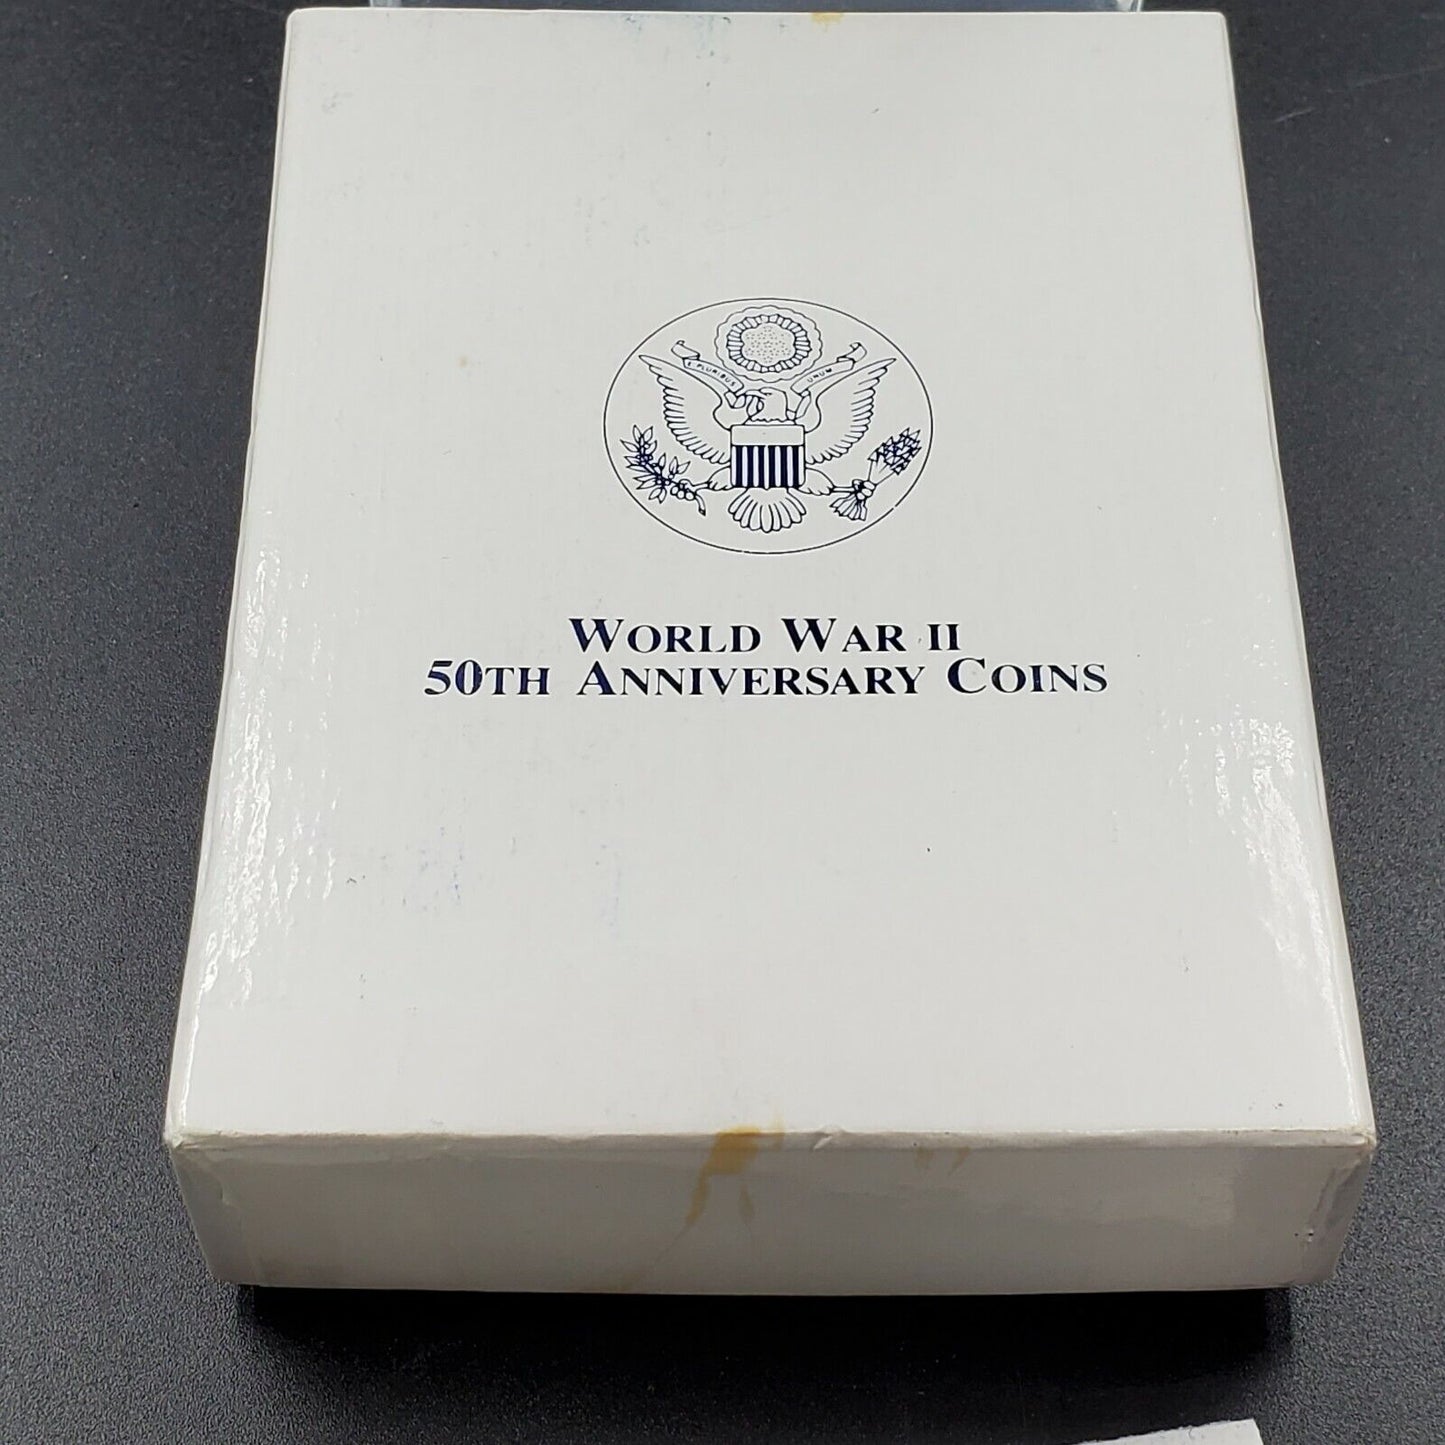 E PLURIBUS UNUM
WORLD WAR II
50TH ANNIVERSARY COINS